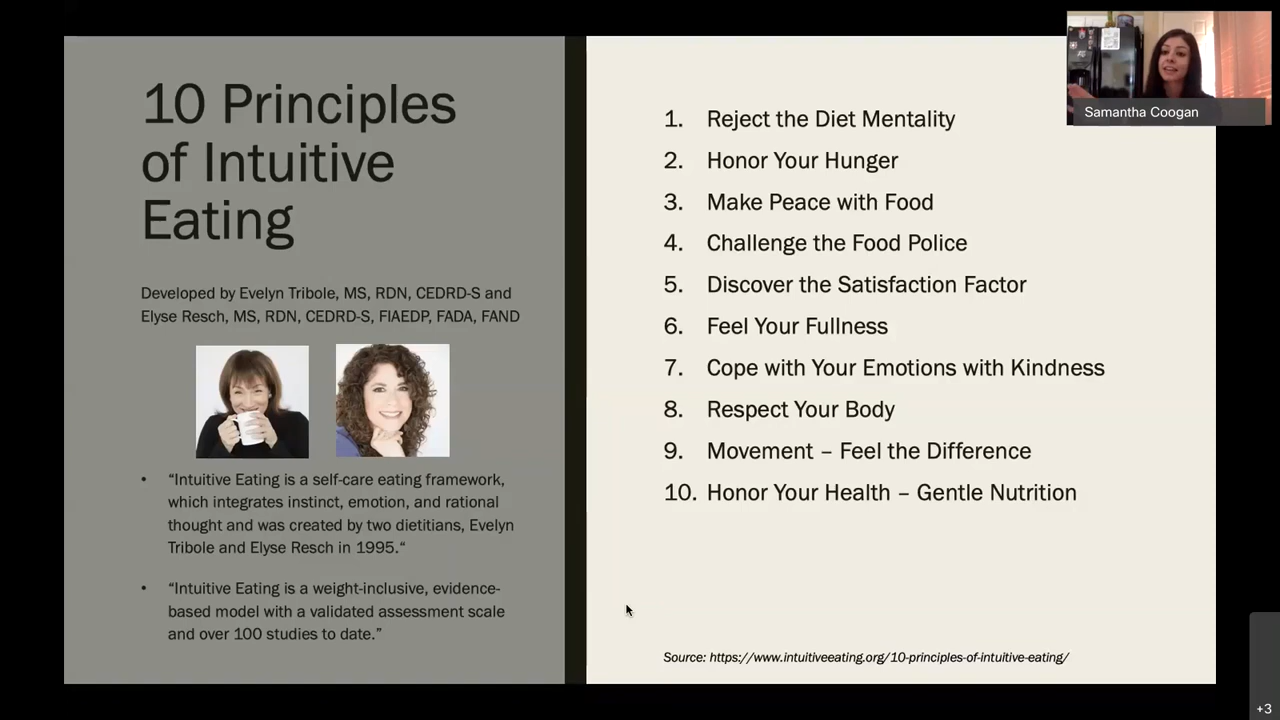 10 Principles
of Intuitive
Eating
Developed by Evelyn Tribole, MS, RDN, CEDRD-S and
Elyse Resch, MS, RDN, CEDRD-S, FIAEDP, FADA, FAND
• “Intuitive Eating is a self-care eating framework,
which integrates instinct, emotion, and rational
thought and was created by two dietitians, Evelyn
Tribole and Elyse Resch in 1995.“
• “Intuitive Eating is a weight-inclusive, evidence-
based model with a validated assessment scale
and over 100 studies to date.”
1. Reject the Diet Mentality
2. Honor Your Hunger
3. Make Peace with Food
4. Challenge the Food Police
5. Discover the Satisfaction Factor
6. Feel Your Fullness
7. Cope with Your Emotions with Kindness
8. Respect Your Body
9. Movement – Feel the Difference
10. Honor Your Health – Gentle Nutrition
Source: https://www.intuitiveeating.org/10-principles-of-intuitive-eating/
Samantha Coogan
+3